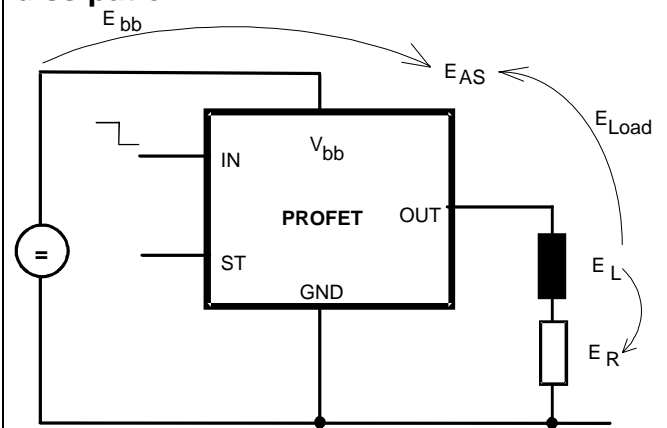 E bb
E AS
E Load
V bb
IN
PROFET
OUT
ST
GND
=
E L
E R